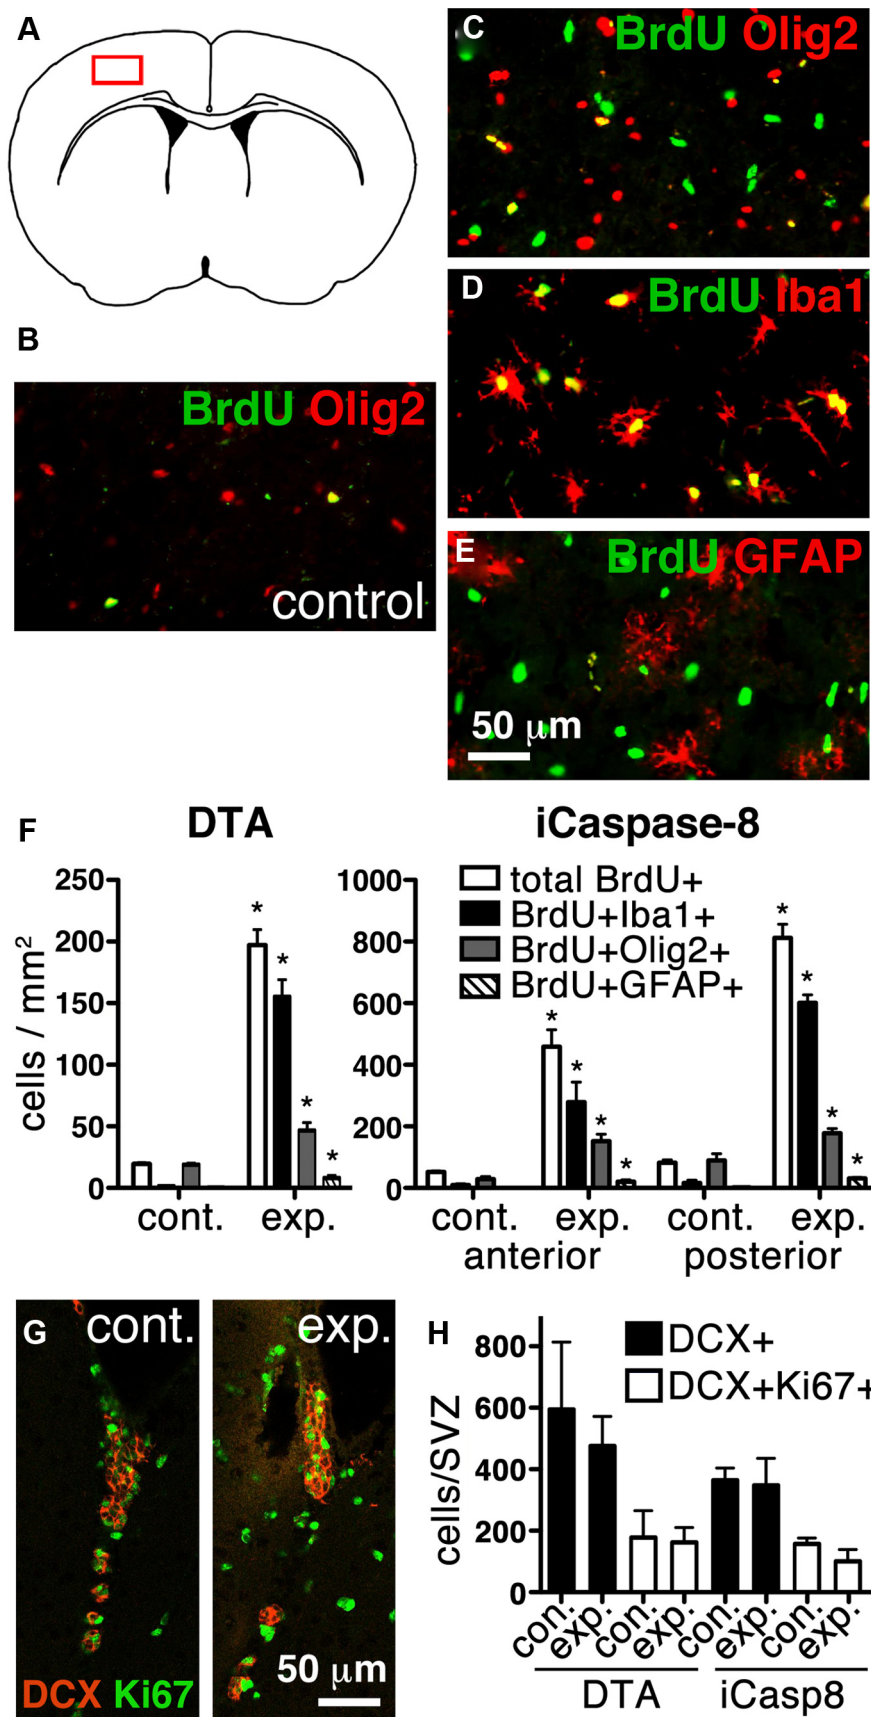 A
B
BrdU Olig2
control
C
BrdU Olig2
D
BrdU Iba1
E
BrdU GFAP
50 μm
F
DTA
iCaspase-8
cells / mm²
250
200
150
100
50
0
1000
800
600
400
200
0
total BrdU+
BrdU+Iba1+
BrdU+Olig2+
BrdU+GFAP+
*
*
*
*
*
*
*
*
*
*
*
*
cont.
exp.
cont.
exp.
cont.
exp.
anterior
posterior
G
cont.
exp.
DCX Ki67
50 μm
H
DCX+
DCX+Ki67+
cells/SVZ
800
600
400
200
0
con.
exp.
con.
exp.
con.
exp.
con.
exp.
DTA
iCasp8